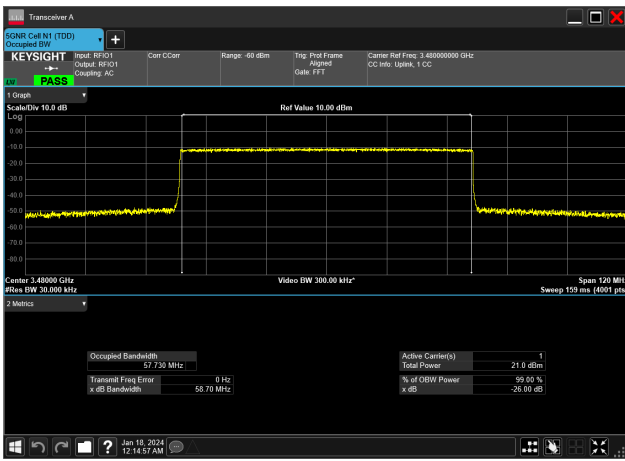 Transceiver A
5GNR Cell N1 (TDD)
Occupied BW
KEYSIGHT
PASS
Input: RFIO1
Output: RFIO1
Coupling: AC
Corr CCorr
Range: -60 dBm
Trig: Prot Frame
Aligned
Gate: FFT
Carrier Ref Freq: 3.480000000 GHz
CC Info: Uplink, 1 CC
1 Graph
Scale/Div 10.0 dB
Ref Value 10.00 dBm
Log
0.00
-10.0
-20.0
-30.0
-40.0
-50.0
-60.0
-70.0
-80.0
Center 3.48000 GHz
Video BW 300.00 kHz*
Span 120 MHz
#Res BW 30.000 kHz
Sweep 159 ms (4001 pts
2 Metrics
Occupied Bandwidth
57.730 MHz
Transmit Freq Error 0 Hz
x dB Bandwidth 58.70 MHz
Active Carrier(s) 1
Total Power 21.0 dBm
% of OBW Power 99.00 %
x dB -26.00 dB
?
Jan 18, 2024
12:14:57 AM